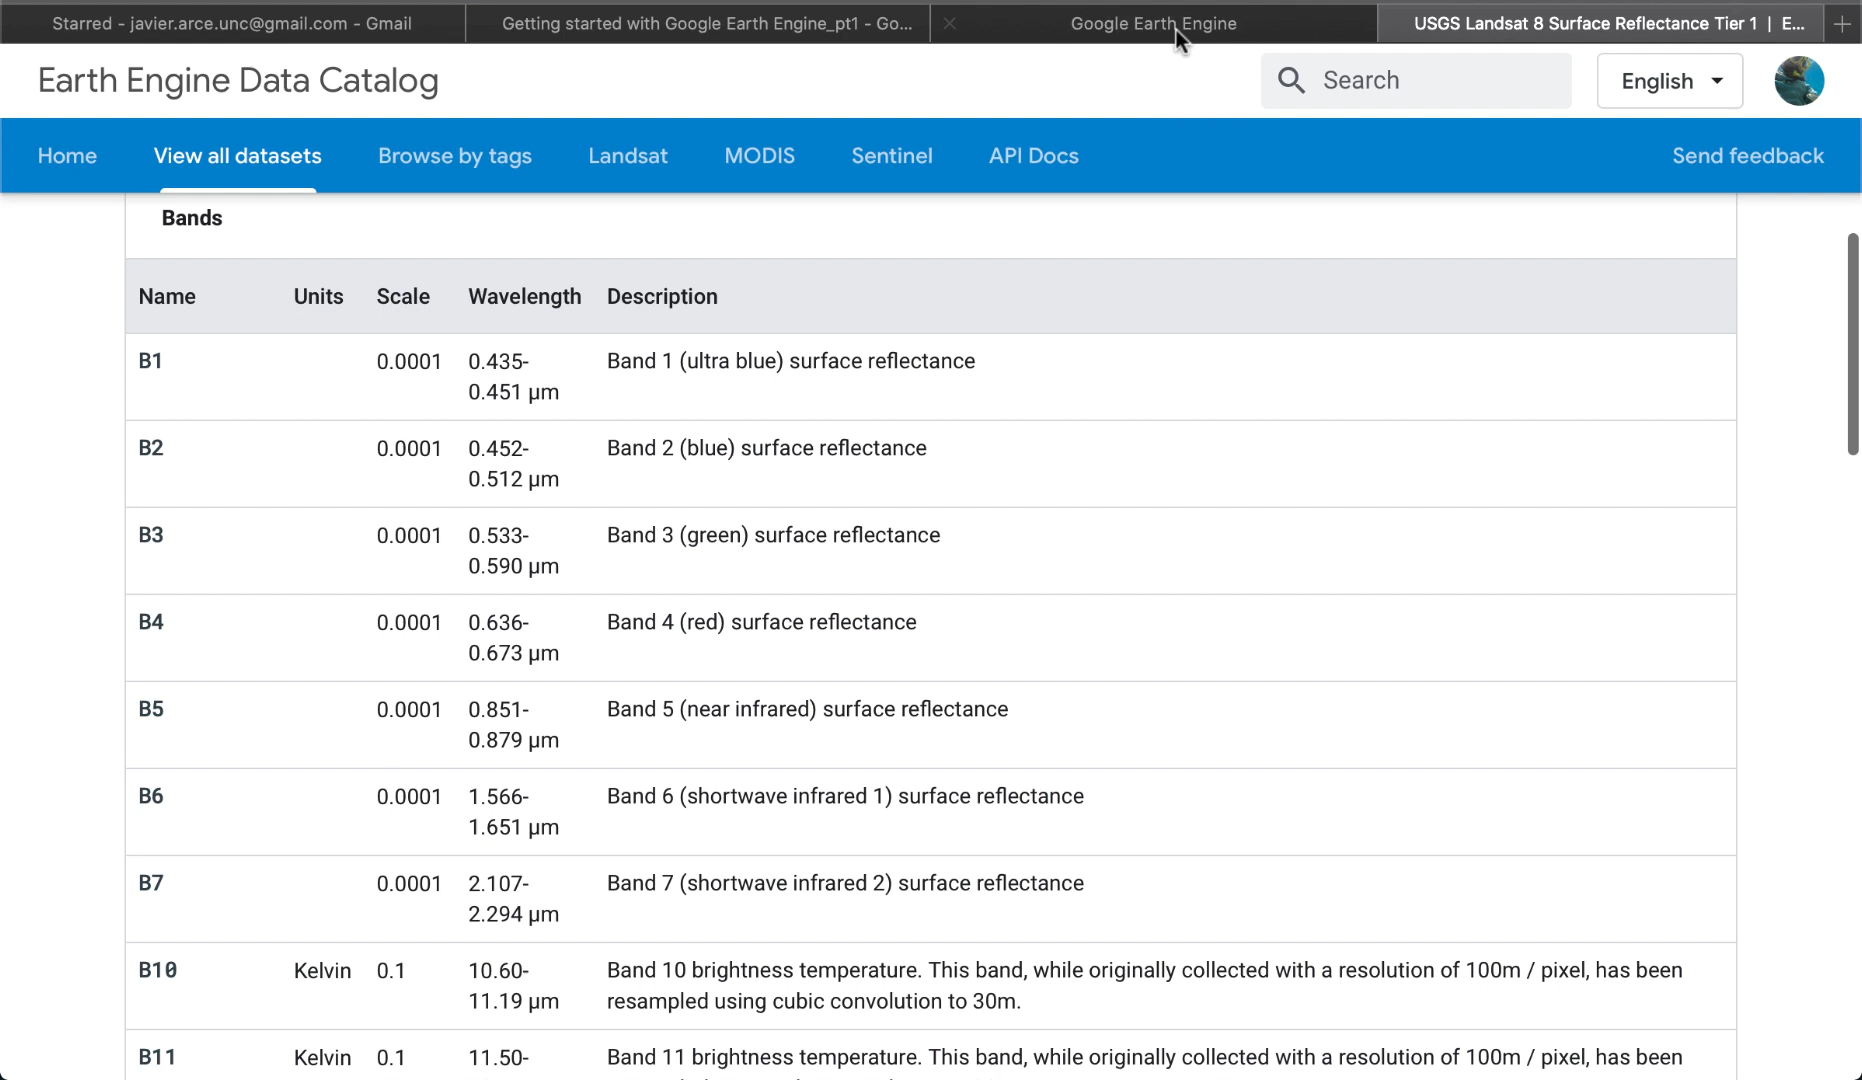 Starred - javier.arce.unc@gmail.com - Gmail
Getting started with Google Earth Engine_pt1 - Go...
Google Earth Engine
USGS Landsat 8 Surface Reflectance Tier 1 | E...
Earth Engine Data Catalog
Search
English
Home
View all datasets
Browse by tags
Landsat
MODIS
Sentinel
API Docs
Send feedback
Bands
Name Units Scale Wavelength Description
B1 0.0001 0.435- Band 1 (ultra blue) surface reflectance
0.451 μm
B2 0.0001 0.452- Band 2 (blue) surface reflectance
0.512 μm
B3 0.0001 0.533- Band 3 (green) surface reflectance
0.590 μm
B4 0.0001 0.636- Band 4 (red) surface reflectance
0.673 μm
B5 0.0001 0.851- Band 5 (near infrared) surface reflectance
0.879 μm
B6 0.0001 1.566- Band 6 (shortwave infrared 1) surface reflectance
1.651 μm
B7 0.0001 2.107- Band 7 (shortwave infrared 2) surface reflectance
2.294 μm
B10 Kelvin 0.1 10.60- Band 10 brightness temperature. This band, while originally collected with a resolution of 100m / pixel, has been
11.19 μm resampled using cubic convolution to 30m.
B11 Kelvin 0.1 11.50- Band 11 brightness temperature. This band, while originally collected with a resolution of 100m / pixel, has been